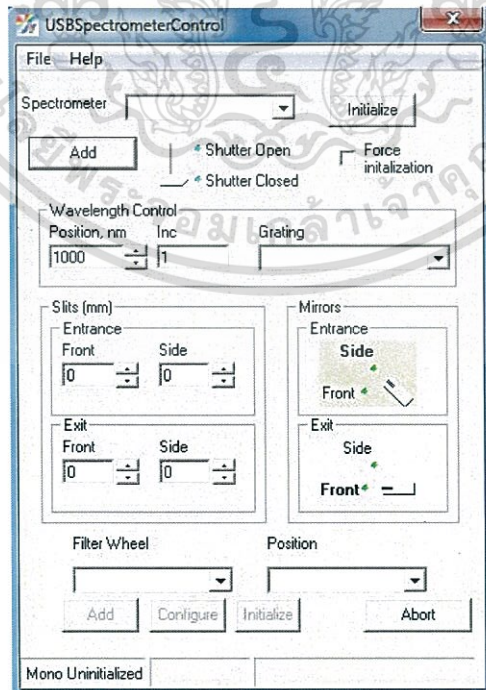 USBSpectrometerControl
File Help
Spectrometer
Initialize
Add
Shutter Open
Shutter Closed
Force
initalization
Wavelength Control
Position, nm Inc Grating
1000 1
Slits (mm)
Entrance
Front Side
0 0
Exit
Front Side
0 0
Mirrors
Entrance
Side
Front
Exit
Side
Front
Filter Wheel Position
Add Configure Initialize Abort
Mono Uninitialized